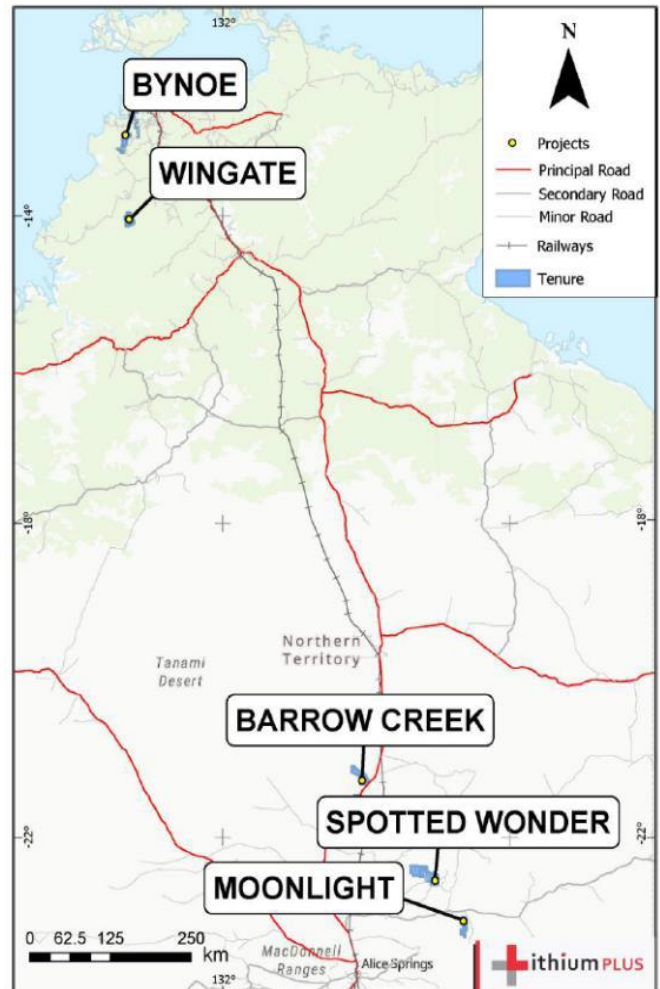 132°
N
BYNOE
WINGATE
Projects
Principal Road
Secondary Road
Minor Road
Railways
Tenure
-14°
-18°
-18°
Northern
Territory
Tanami
Desert
BARROW CREEK
SPOTTED WONDER
-22°
-22°
MOONLIGHT
0 62.5 125 250
km
MacDonnell
Ranges
Alice Springs
132°
Lithium PLUS